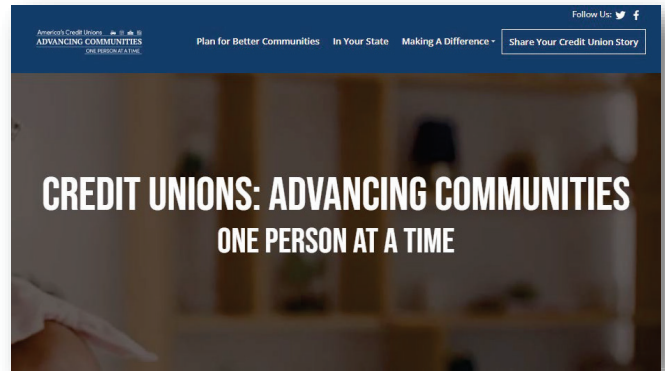 Follow Us:
America's Credit Unions
ADVANCING COMMUNITIES
ONE PERSON AT A TIME
Plan for Better Communities In Your State Making A Difference Share Your Credit Union Story
CREDIT UNIONS: ADVANCING COMMUNITIES
ONE PERSON AT A TIME